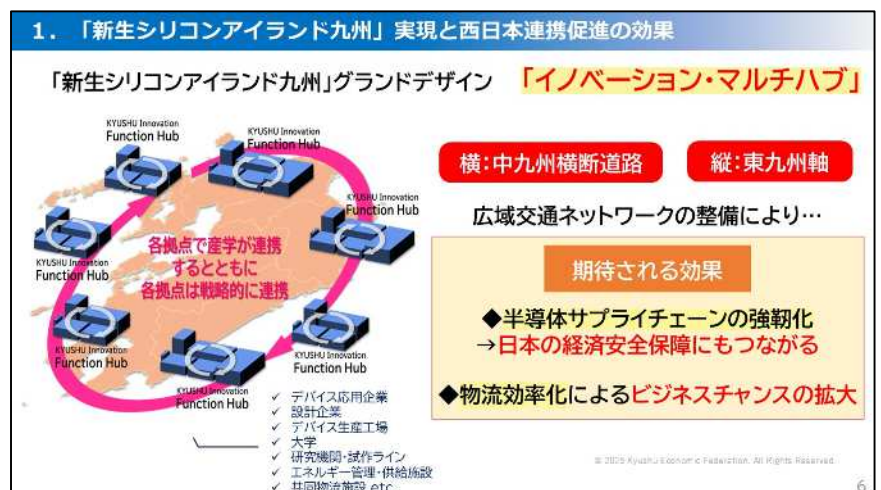 1．「新生シリコンアイランド九州」実現と西日本連携促進の効果
「新生シリコンアイランド九州」グランドデザイン 「イノベーション・マルチハブ」
KYUSHU Innovation
Function Hub
KYUSHU Innovation
Function Hub
KYUSHU Innovation
Function Hub
KYUSHU Innovation
Function Hub
KYUSHU Innovation
Function Hub
KYUSHU Innovation
Function Hub
KYUSHU Innovation
Function Hub
各拠点で産学が連携
するとともに
各拠点は戦略的に連携
✓ デバイス応用企業
✓ 設計企業
✓ デバイス生産工場
✓ 大学
✓ 研究機関・試作ライン
✓ エネルギー管理・供給施設
✓ 共同物流施設 etc
横：中九州横断道路
縦：東九州軸
広域交通ネットワークの整備により…
期待される効果
◆半導体サプライチェーンの強靭化
→日本の経済安全保障にもつながる
◆物流効率化によるビジネスチャンスの拡大
© 2025 Kyushu Economic Federation. All Rights Reserved.
6